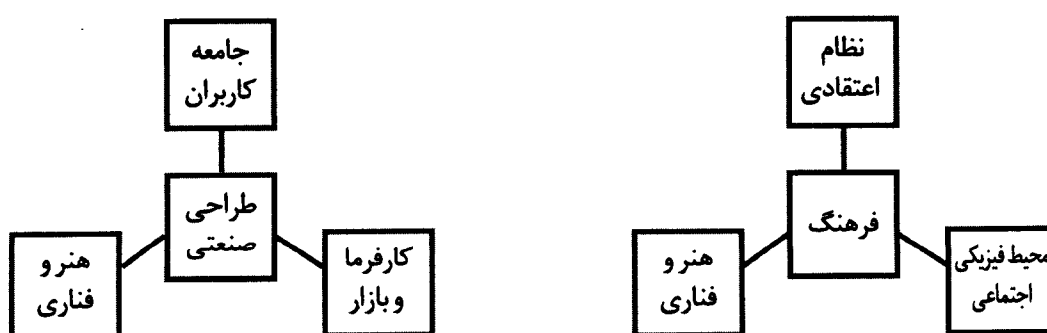 نظام
اعتقادی
فرهنگ
محیط فیزیکی
اجتماعی
هنر و
فناری
جامعه
کاربران
طراحی
صنعتی
کارفرما
و بازار
هنر و
فناری